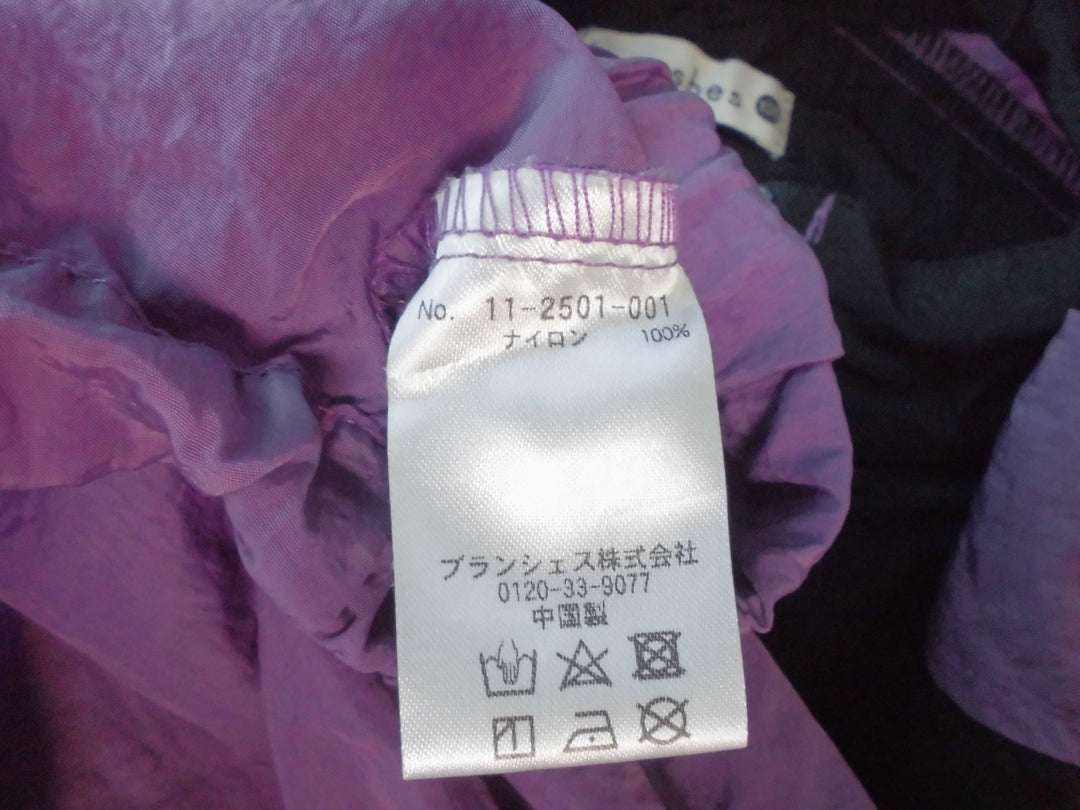 No. 11-2501-001
ナイロン 100%
ブランシェス株式会社
0120-33-9077
中国製